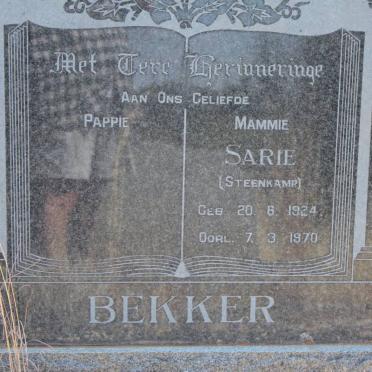 Met Tere Herinneringe
AAN ONS GELIEFDE
PAPPIE
MAMMIE
SARIE
(STEENKAMP)
GEB. 20. 6. 1924
OORL. 7. 3. 1970
BEKKER